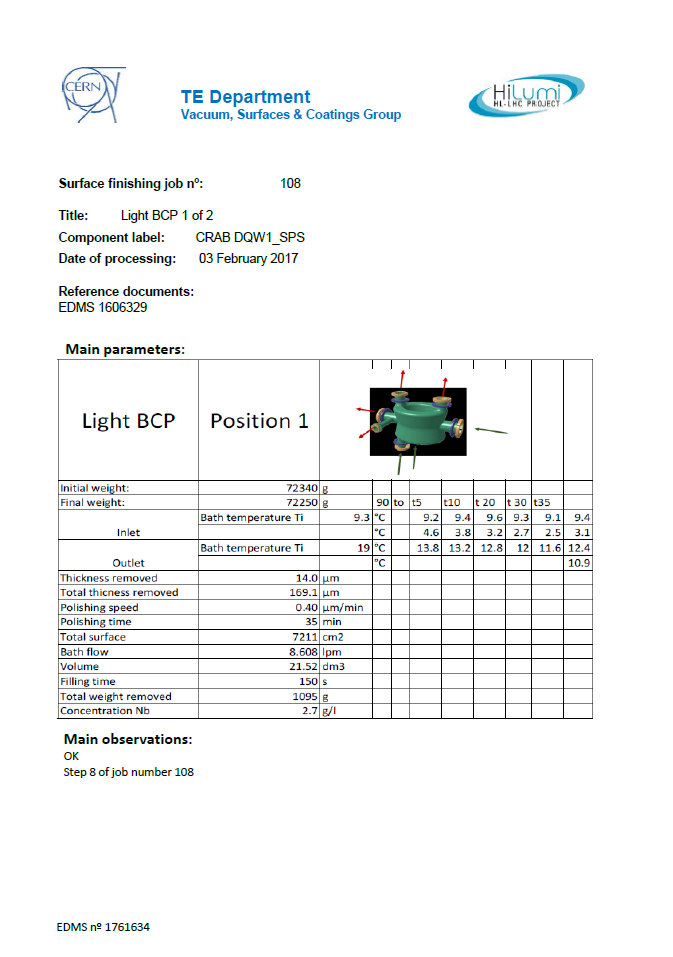 CERN
HiLumi
HL-LHC PROJECT
TE Department
Vacuum, Surfaces & Coatings Group
Surface finishing job nº: 108
Title: Light BCP 1 of 2
Component label: CRAB DQW1_SPS
Date of processing: 03 February 2017
Reference documents:
EDMS 1606329
Main parameters:
Light BCP Position 1
Initial weight: 72340 g
Final weight: 72250 g 90 to t5 t10 t 20 t 30 t35
Bath temperature Ti 9.3 °C 9.2 9.4 9.6 9.3 9.1 9.4
Inlet °C 4.6 3.8 3.2 2.7 2.5 3.1
Bath temperature Ti 19 °C 13.8 13.2 12.8 12 11.6 12.4
Outlet °C 10.9
Thickness removed 14.0 µm
Total thicness removed 169.1 µm
Polishing speed 0.40 µm/min
Polishing time 35 min
Total surface 7211 cm2
Bath flow 8.608 lpm
Volume 21.52 dm3
Filling time 150 s
Total weight removed 1095 g
Concentration Nb 2.7 g/l
Main observations:
OK
Step 8 of job number 108
EDMS nº 1761634